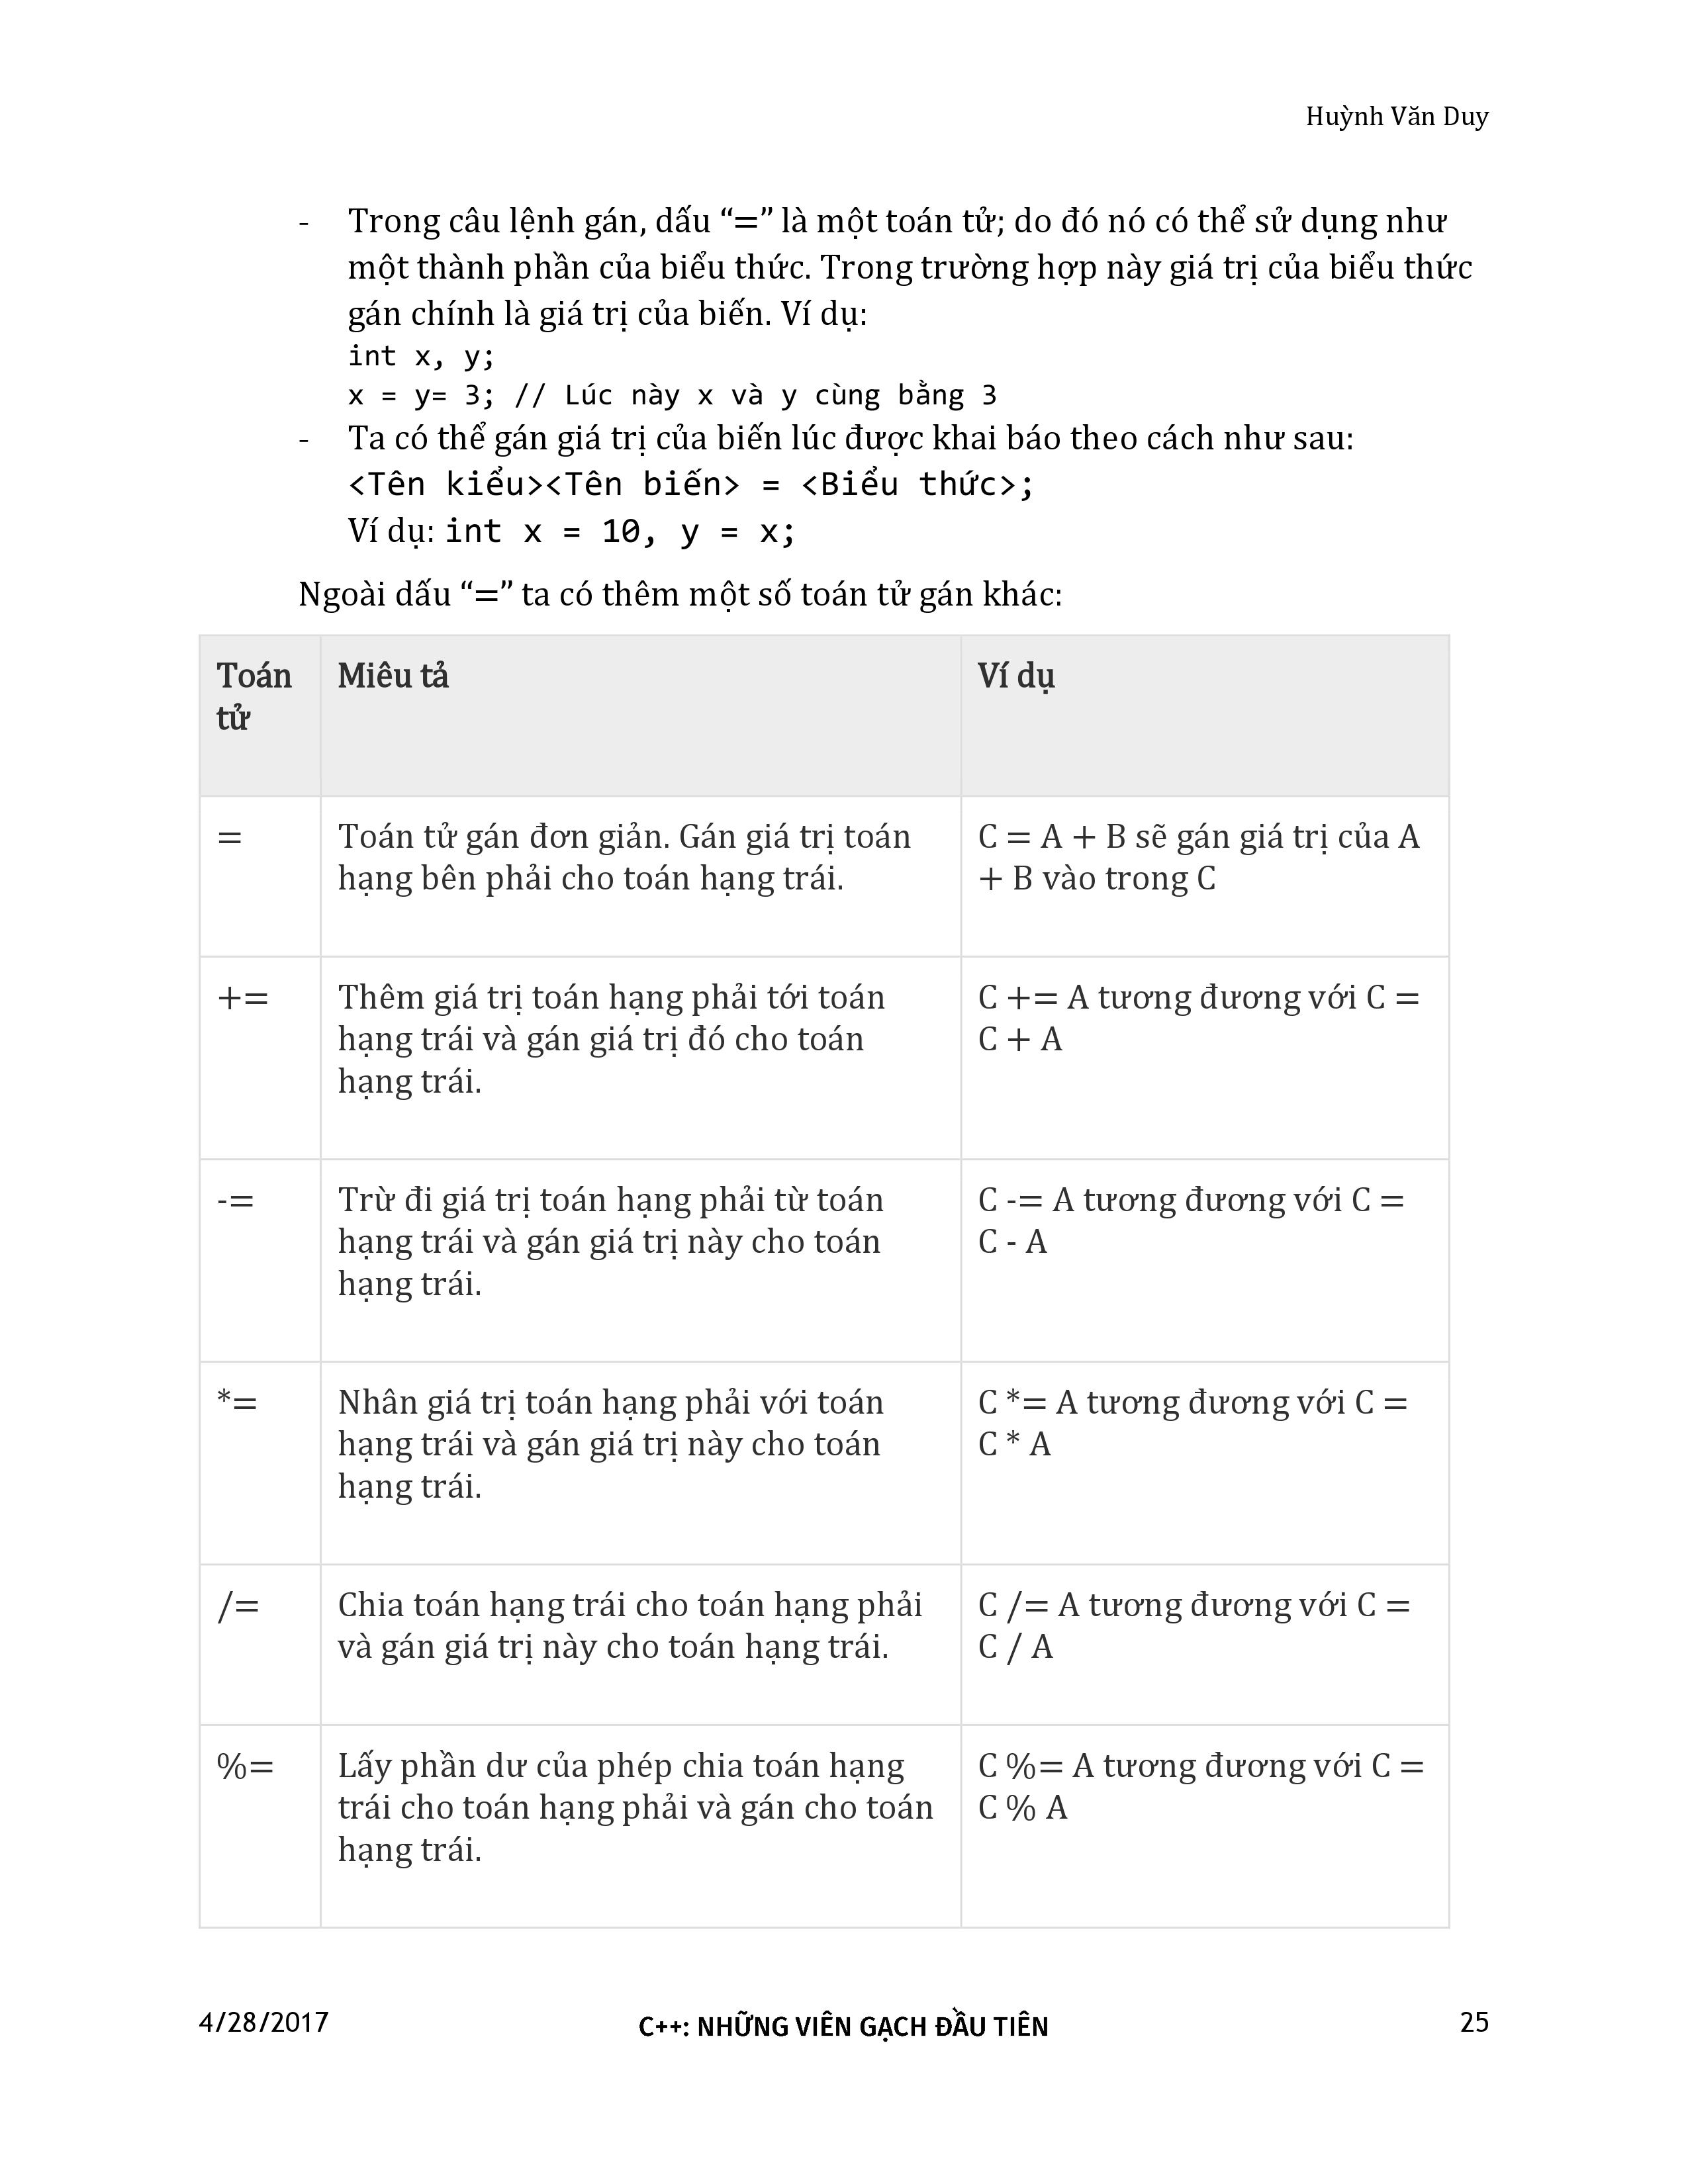 Huỳnh Văn Duy
- Trong câu lệnh gán, dấu “=” là một toán tử; do đó nó có thể sử dụng như
một thành phần của biểu thức. Trong trường hợp này giá trị của biểu thức
gán chính là giá trị của biến. Ví dụ:
int x, y;
x = y= 3; // Lúc này x và y cùng bằng 3
- Ta có thể gán giá trị của biến lúc được khai báo theo cách như sau:
<Tên kiểu><Tên biến> = <Biểu thức>;
Ví dụ: int x = 10, y = x;
Ngoài dấu “=” ta có thêm một số toán tử gán khác:
Toán
tử
Miêu tả
Ví dụ
=
Toán tử gán đơn giản. Gán giá trị toán
hạng bên phải cho toán hạng trái.
C = A + B sẽ gán giá trị của A
+ B vào trong C
+=
Thêm giá trị toán hạng phải tới toán
hạng trái và gán giá trị đó cho toán
hạng trái.
C += A tương đương với C =
C + A
-=
Trừ đi giá trị toán hạng phải từ toán
hạng trái và gán giá trị này cho toán
hạng trái.
C -= A tương đương với C =
C - A
*=
Nhân giá trị toán hạng phải với toán
hạng trái và gán giá trị này cho toán
hạng trái.
C *= A tương đương với C =
C * A
/=
Chia toán hạng trái cho toán hạng phải
và gán giá trị này cho toán hạng trái.
C /= A tương đương với C =
C / A
%=
Lấy phần dư của phép chia toán hạng
trái cho toán hạng phải và gán cho toán
hạng trái.
C %= A tương đương với C =
C % A
4/28/2017
C++: NHỮNG VIÊN GẠCH ĐẦU TIÊN
25